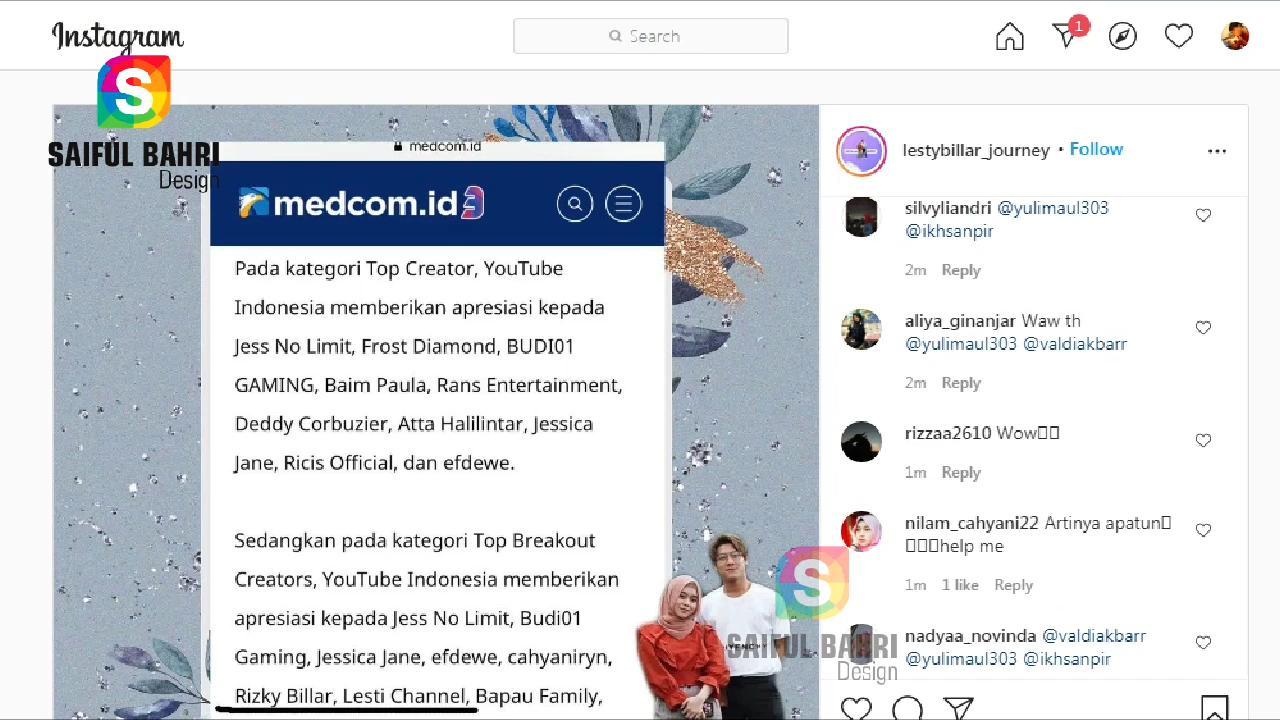 Instagram
Search
1
S
SAIFUL BAHRI
Design
medcom.id
medcom.id
Pada kategori Top Creator, YouTube
Indonesia memberikan apresiasi kepada
Jess No Limit, Frost Diamond, BUDI01
GAMING, Baim Paula, Rans Entertainment,
Deddy Corbuzier, Atta Halilintar, Jessica
Jane, Ricis Official, dan efdewe.
Sedangkan pada kategori Top Breakout
Creators, YouTube Indonesia memberikan
apresiasi kepada Jess No Limit, Budi01
Gaming, Jessica Jane, efdewe, cahyaniryn,
Rizky Billar, Lesti Channel, Bapau Family,
S
SAIFUL BAHRI
Design
lestybillar_journey • Follow
silvyliandri @yulimaul303
@ikhsanpir
2m Reply
aliya_ginanjar Waw th
@yulimaul303 @valdiakbarr
2m Reply
rizzaa2610 Wow
1m Reply
nilam_cahyani22 Artinya apatun
help me
1m 1 like Reply
nadyaa_novinda @valdiakbarr
@yulimaul303 @ikhsanpir